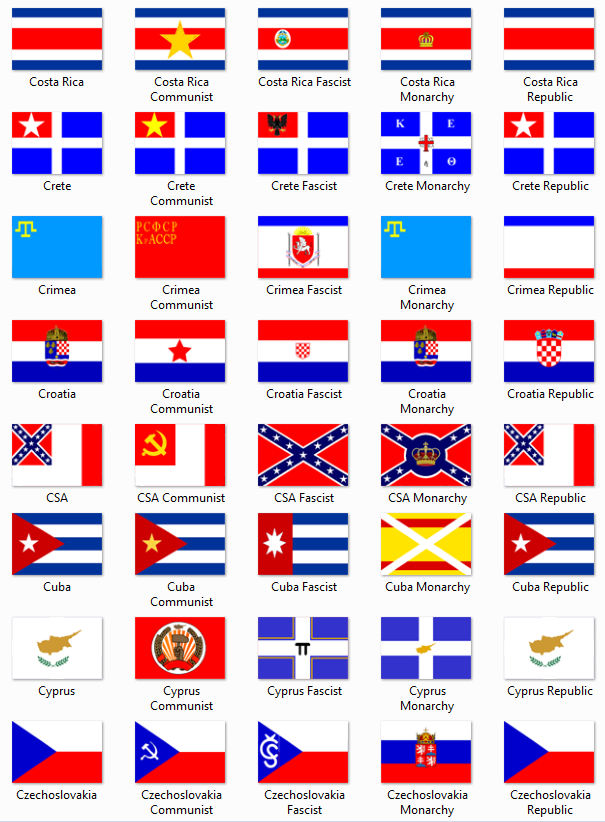 Costa Rica
Costa Rica Communist
Costa Rica Fascist
Costa Rica Monarchy
Costa Rica Republic
Crete
Crete Communist
Crete Fascist
K E
E Θ
Crete Monarchy
Crete Republic
Crimea
РСФСР
КрАССР
Crimea Communist
Crimea Fascist
Crimea Monarchy
Crimea Republic
Croatia
Croatia Communist
Croatia Fascist
Croatia Monarchy
Croatia Republic
CSA
CSA Communist
CSA Fascist
CSA Monarchy
CSA Republic
Cuba
Cuba Communist
Cuba Fascist
Cuba Monarchy
Cuba Republic
Cyprus
Cyprus Communist
Cyprus Fascist
Cyprus Monarchy
Cyprus Republic
Czechoslovakia
Czechoslovakia Communist
Czechoslovakia Fascist
Czechoslovakia Monarchy
Czechoslovakia Republic